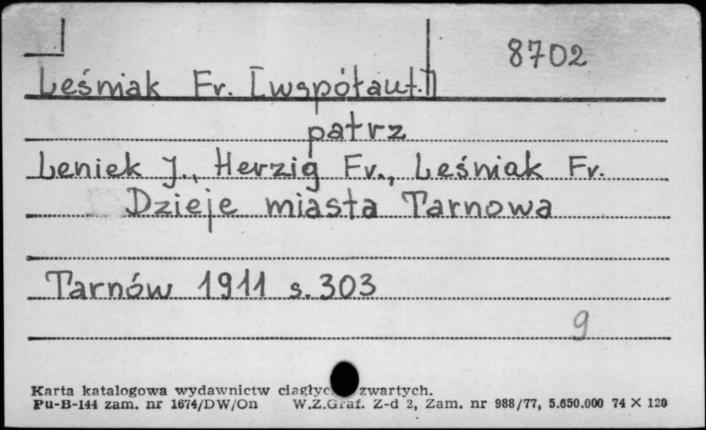 8702
Leśniak Fr. [współaut.]
patrz
Leniek J., Herzig Fr., Leśniak Fr.
Dzieje miasta Tarnowa
Tarnów 1911 s. 303
9
Karta katalogowa wydawnictw zwartych.
Pu-B-144 zam. nr 1674/DW/On W.Z.Graf. Z-d 2, Zam. nr 988/77, 5.650.000 74 X 120